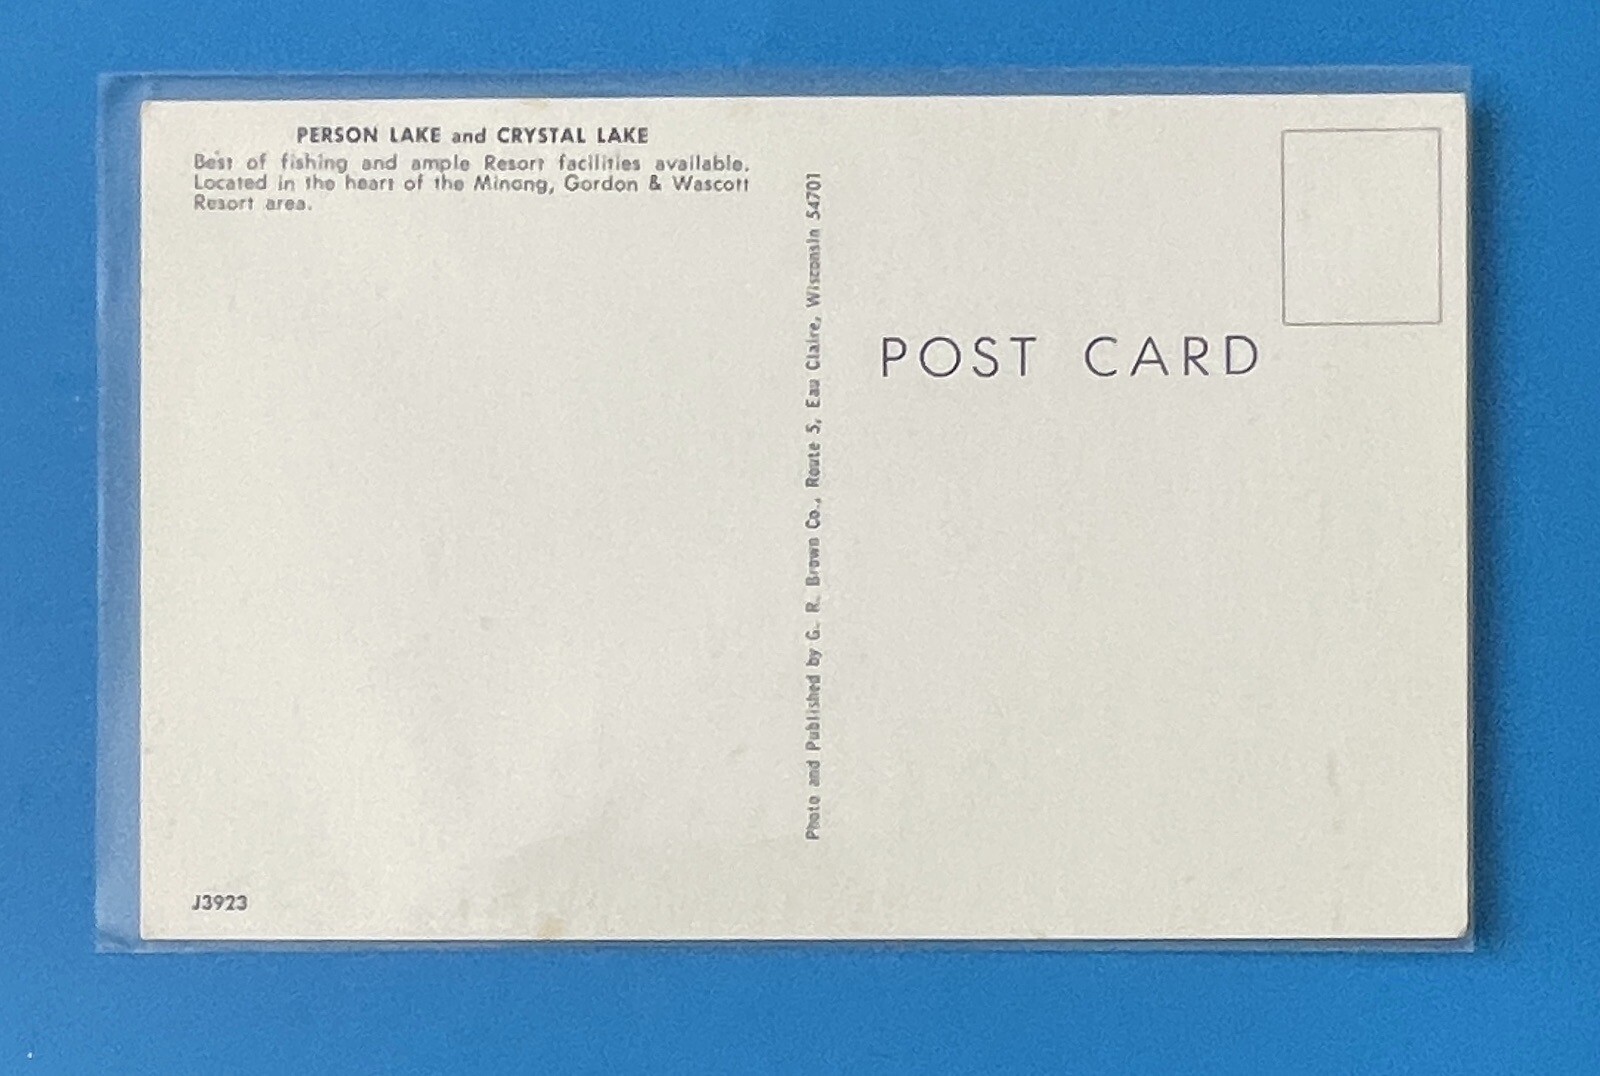 PERSON LAKE and CRYSTAL LAKE
Best of fishing and ample Resort facilities available.
Located in the heart of the Minong, Gordon & Wascott
Resort area.
J3923
Photo and Published by G. R. Brown Co., Route 5, Eau Claire, Wisconsin 54701
POST CARD